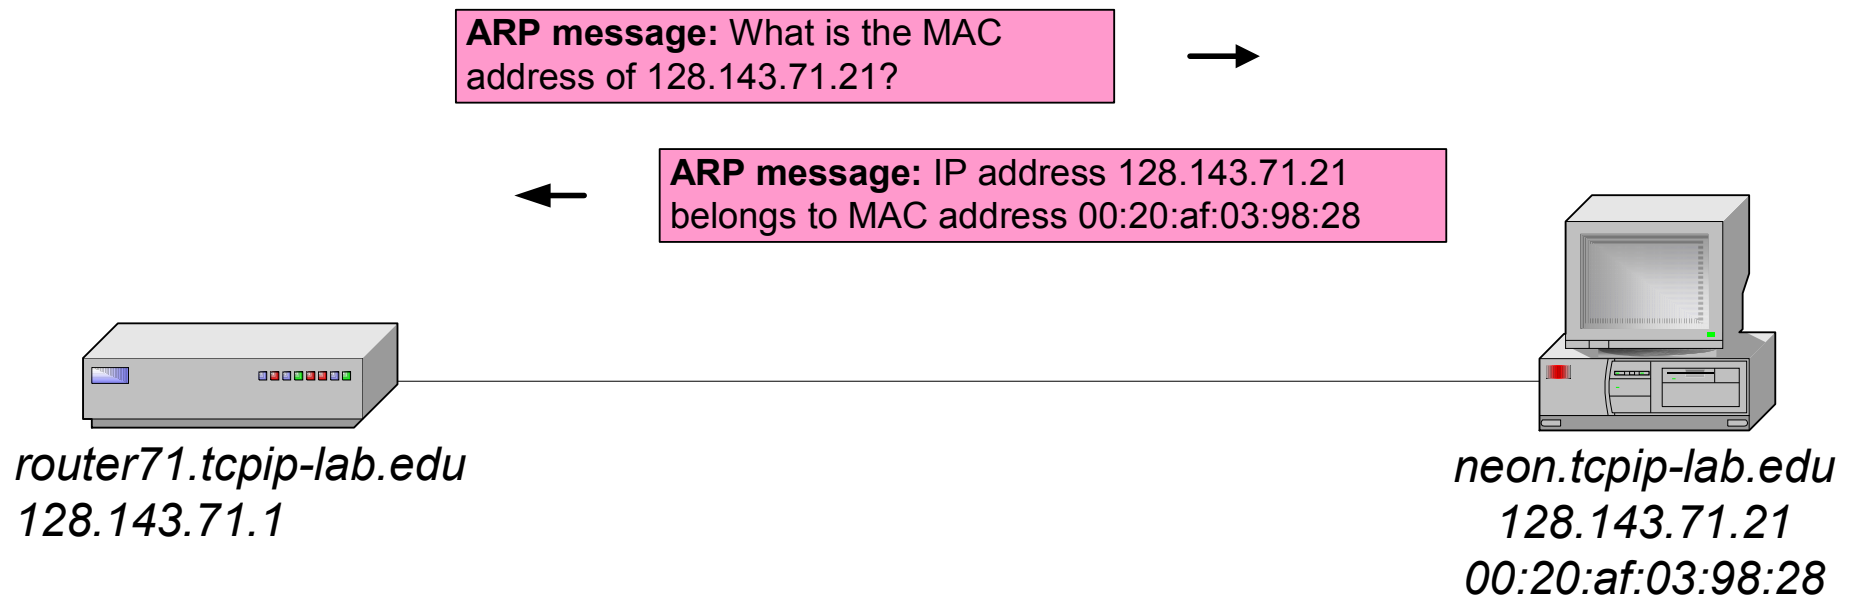 ARP message: What is the MAC
address of 128.143.71.21?
ARP message: IP address 128.143.71.21
belongs to MAC address 00:20:af:03:98:28
router71.tcpip-lab.edu
128.143.71.1
neon.tcpip-lab.edu
128.143.71.21
00:20:af:03:98:28